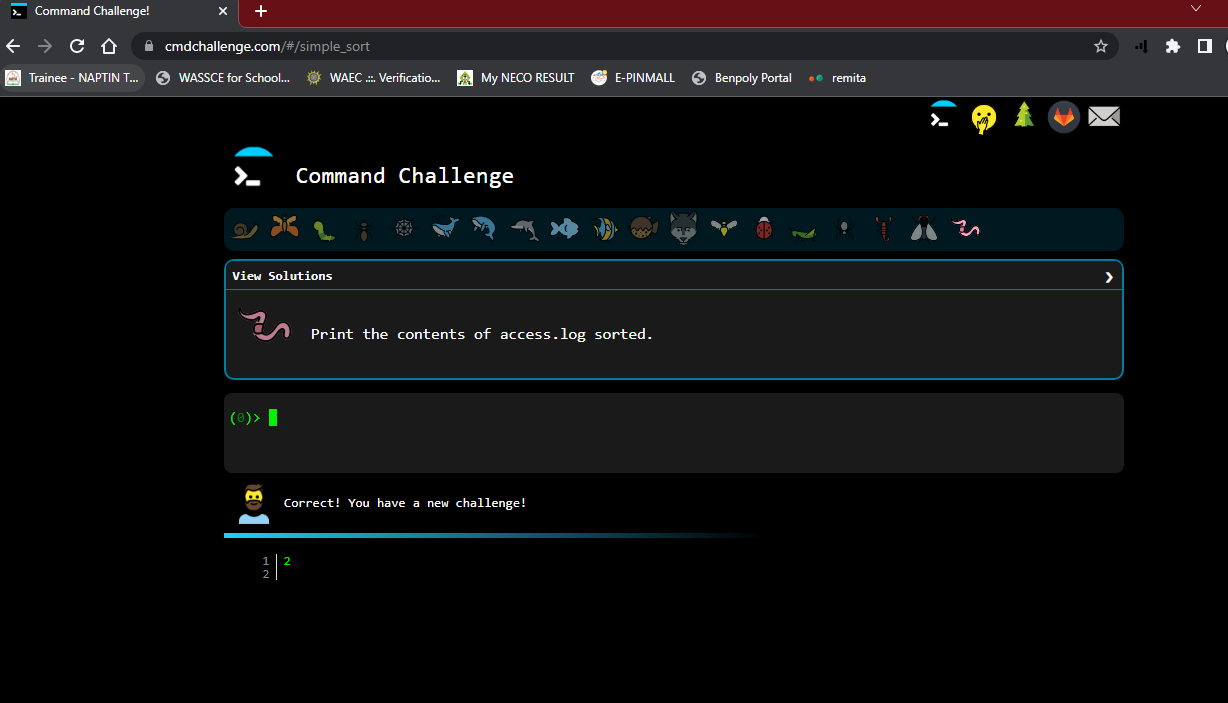 Command Challenge!
cmdchallenge.com/#/simple_sort
Trainee - NAPTIN T... WASSCE for School... WAEC .::. Verificatio... My NECO RESULT E-PINMALL Benpoly Portal remita
Command Challenge
View Solutions
Print the contents of access.log sorted.
(0)>
Correct! You have a new challenge!
1 2
2